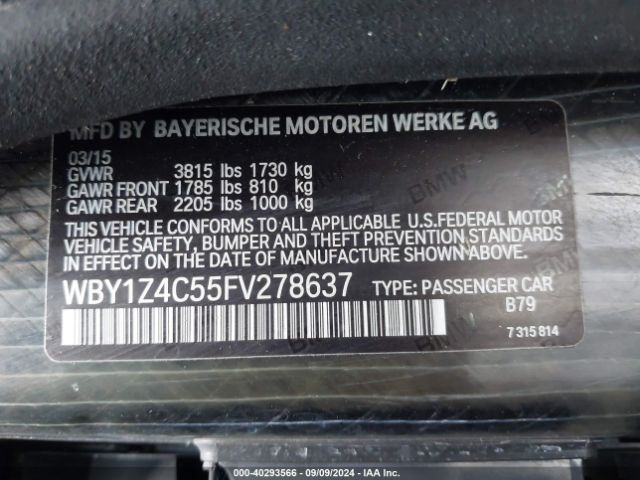 MFD BY BAYERISCHE MOTOREN WERKE AG
03/15
GVWR 3815 lbs 1730 kg
GAWR FRONT 1785 lbs 810 kg
GAWR REAR 2205 lbs 1000 kg
THIS VEHICLE CONFORMS TO ALL APPLICABLE U.S.FEDERAL MOTOR
VEHICLE SAFETY, BUMPER AND THEFT PREVENTION STANDARDS
IN EFFECT ON THE DATE OF MANUFACTURE SHOWN ABOVE.
WBY1Z4C55FV278637 TYPE: PASSENGER CAR
B79
7 315 814
000-40293566 - 09/09/2024 - IAA Inc.